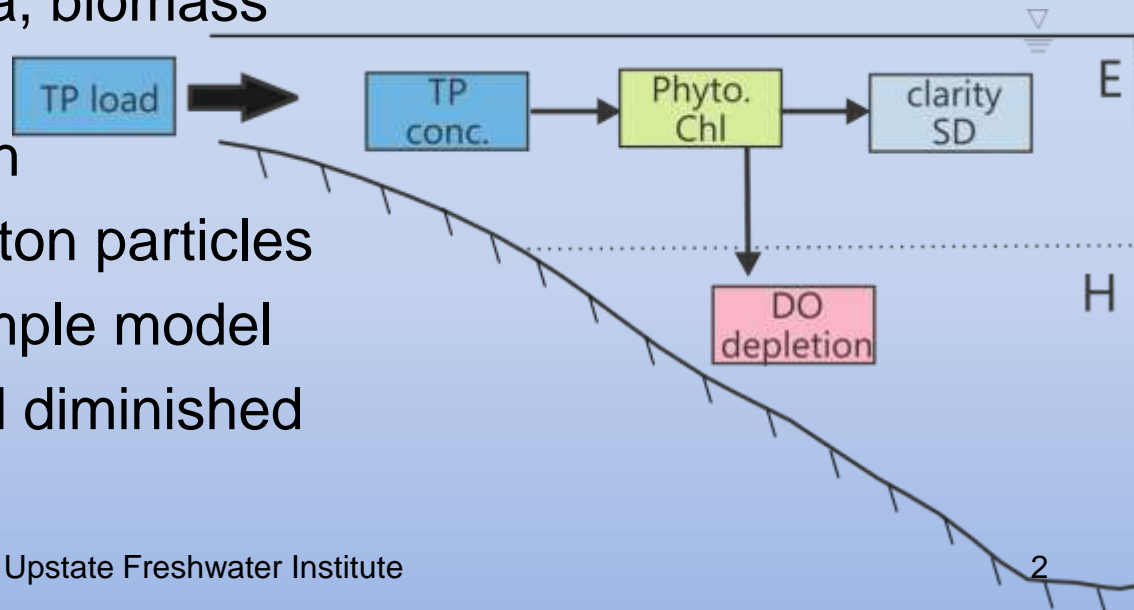 a, biomass
n
ton particles
mple model
l diminished
TP load
TP
conc.
Phyto.
Chl
clarity
SD
E
DO
depletion
H
Upstate Freshwater Institute
2